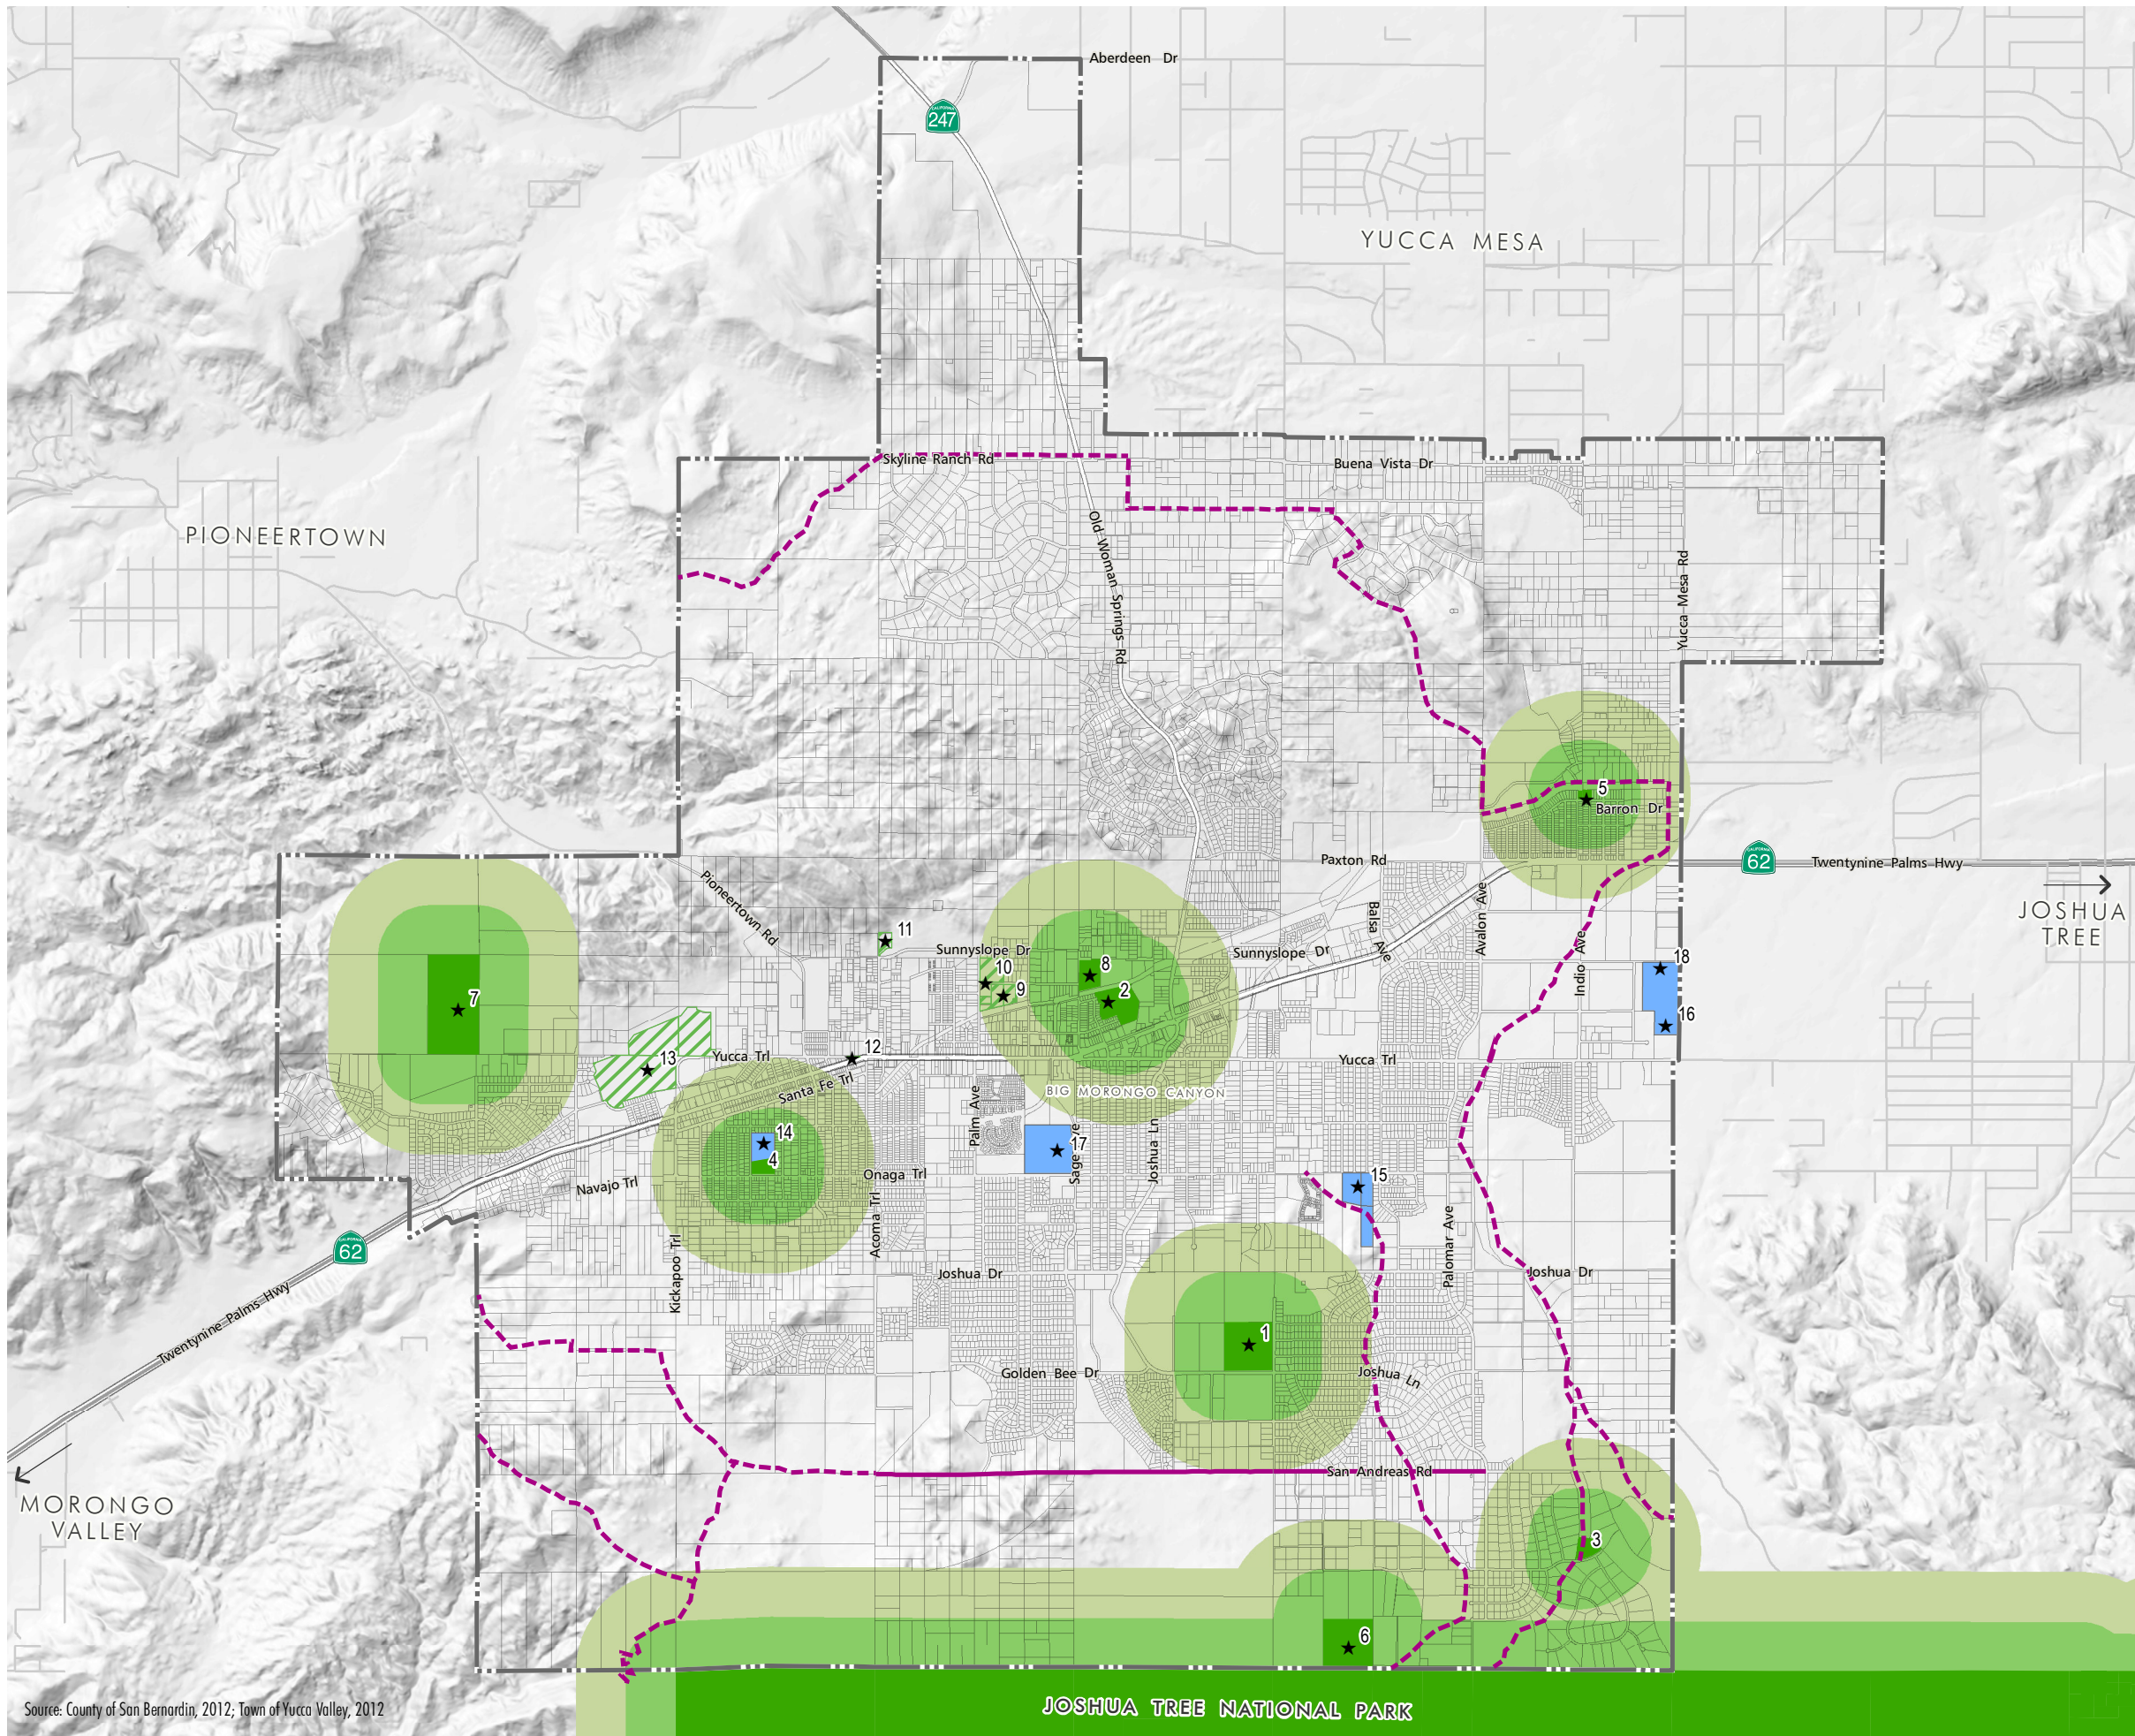 Aberdeen Dr
CALIFORNIA
247
YUCCA MESA
Skyline Ranch Rd
Buena Vista Dr
PIONEERTOWN
Old Woman Springs Rd
Yucca Mesa Rd
5
Barron Dr
Paxton Rd
CALIFORNIA
62
Twentynine Palms Hwy
JOSHUA
TREE
Pioneertown Rd
Balsa Ave
Avalon Ave
Indio Ave
11
Sunnyslope Dr
Sunnyslope Dr
18
10
8
9
2
7
16
12
13
Yucca Trl
Yucca Trl
Santa Fe Trl
BIG MORONGO CANYON
Palm Ave
14
17
4
Sage Ave
Joshua Ln
Onaga Trl
15
Navajo Trl
Acoma Trl
Palomar Ave
Kickapoo Trl
CALIFORNIA
62
Joshua Dr
Joshua Dr
Twentynine Palms Hwy
1
Golden Bee Dr
Joshua Ln
San Andreas Rd
MORONGO
VALLEY
3
6
JOSHUA TREE NATIONAL PARK
Source: County of San Bernardin, 2012; Town of Yucca Valley, 2012